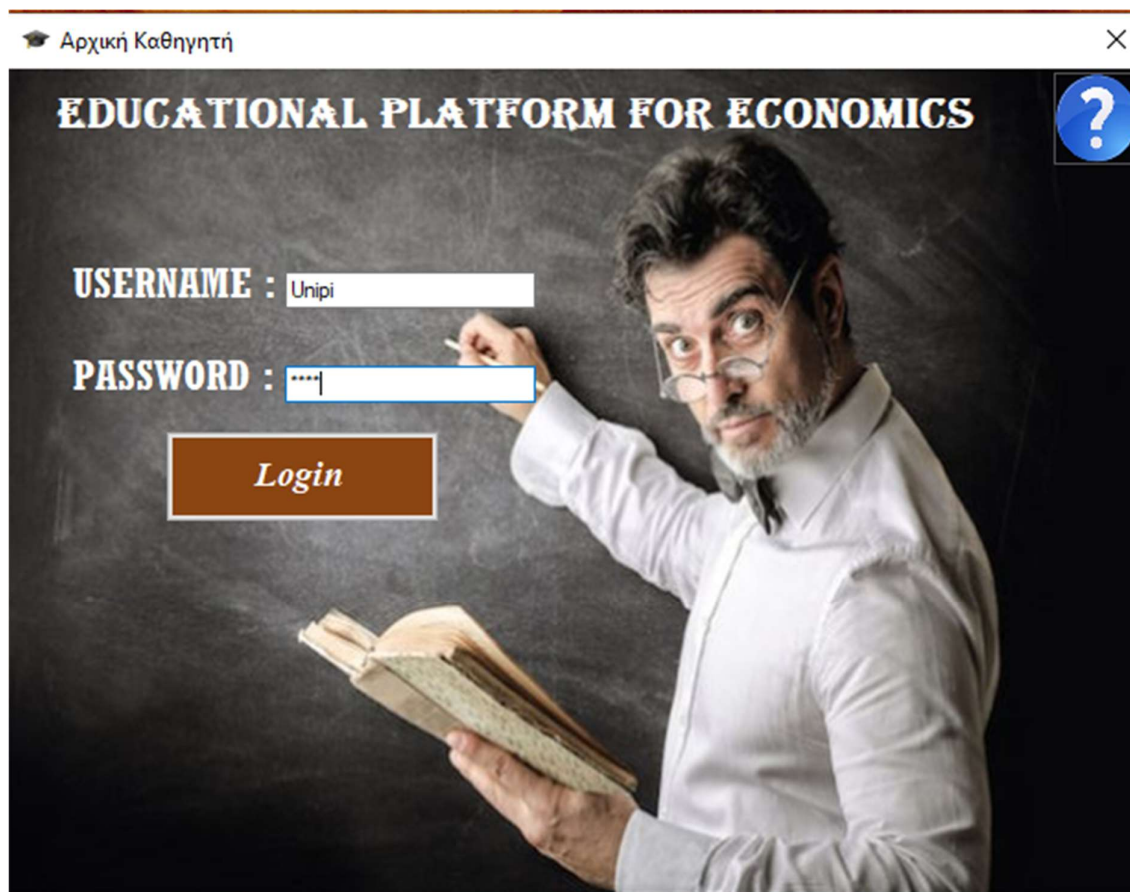 Αρχική Καθηγητή
EDUCATIONAL PLATFORM FOR ECONOMICS
?
USERNAME : Unipi
PASSWORD : ****
Login